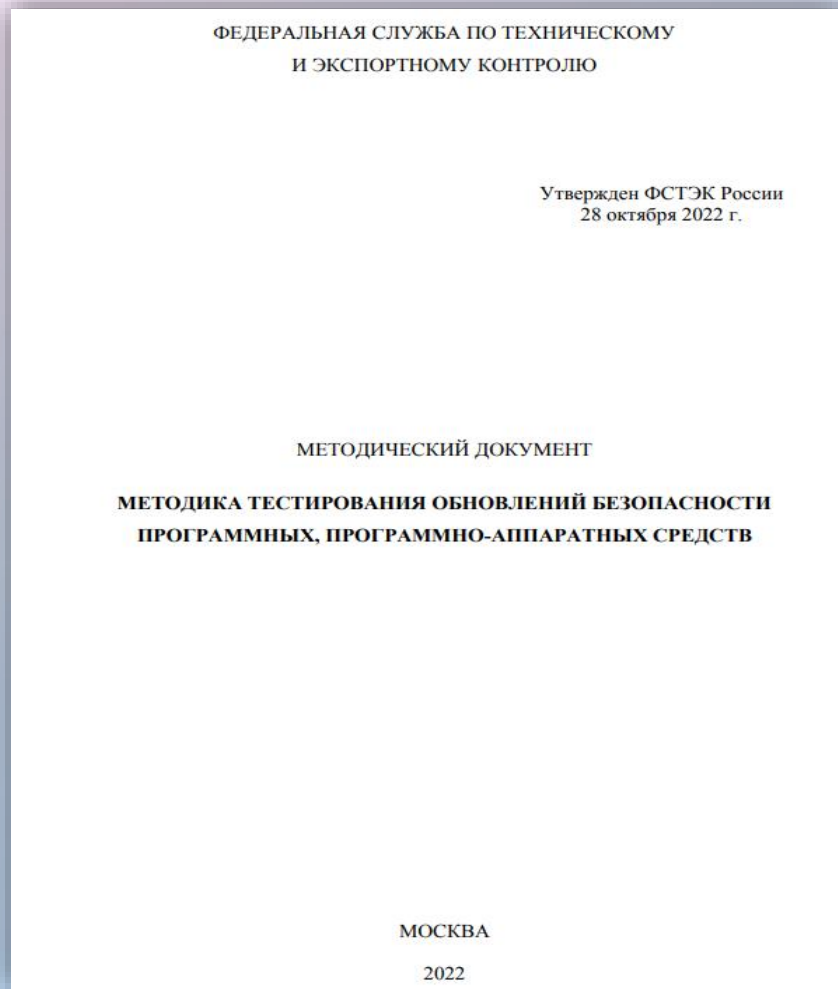 ФЕДЕРАЛЬНАЯ СЛУЖБА ПО ТЕХНИЧЕСКОМУ
И ЭКСПОРТНОМУ КОНТРОЛЮ
Утвержден ФСТЭК России
28 октября 2022 г.
МЕТОДИЧЕСКИЙ ДОКУМЕНТ
МЕТОДИКА ТЕСТИРОВАНИЯ ОБНОВЛЕНИЙ БЕЗОПАСНОСТИ
ПРОГРАММНЫХ, ПРОГРАММНО-АППАРАТНЫХ СРЕДСТВ
МОСКВА
2022